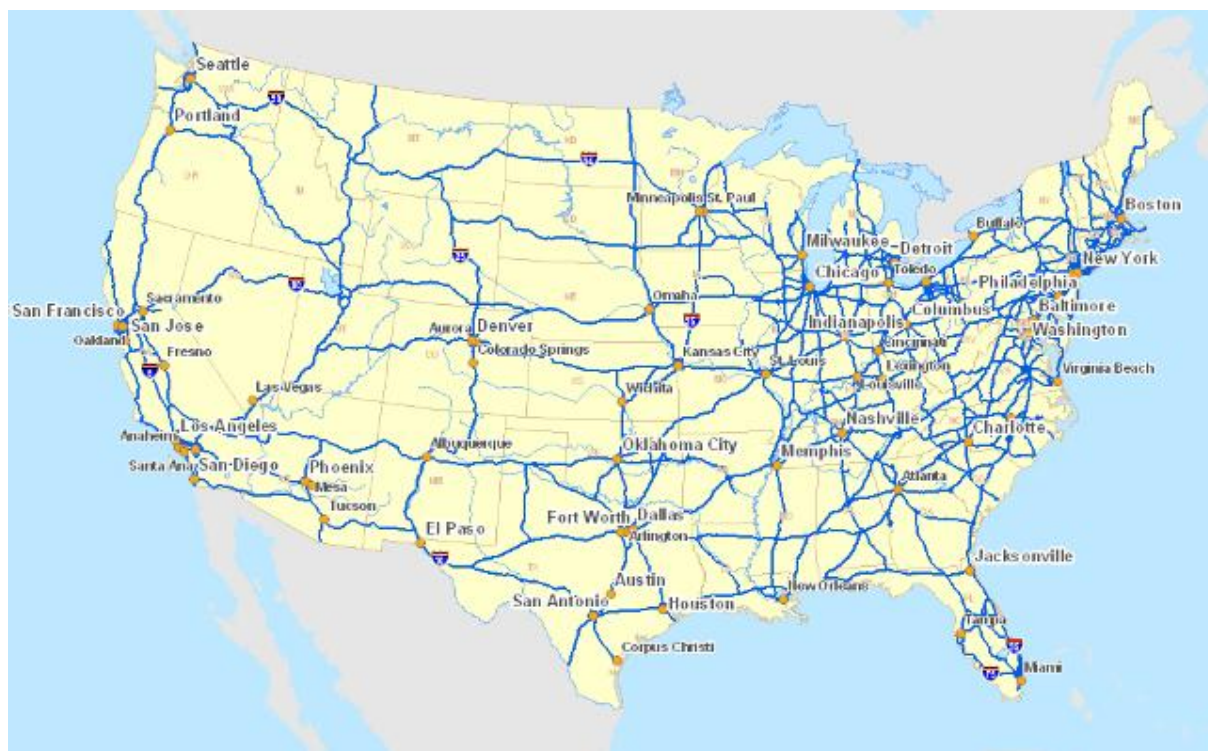 Seattle
Portland
Minneapolis St. Paul
Boston
Buffalo
Milwaukee
Detroit
New York
Chicago
Toledo
Philadelphia
Sacramento
Omaha
Columbus
Baltimore
San Francisco
San Jose
Aurora
Denver
Indianapolis
Washington
Oakland
Cincinnati
Colorado Springs
Kansas City
Fresno
St. Louis
Lexington
Virginia Beach
Las Vegas
Wichita
Louisville
Los Angeles
Nashville
Charlotte
Anaheim
Albuquerque
Oklahoma City
Memphis
Santa Ana
San-Diego
Phoenix
Mesa
Atlanta
Tucson
Fort Worth
Dallas
El Paso
Arlington
Jacksonville
Austin
New Orleans
San Antonio
Houston
Tampa
Corpus Christi
Miami